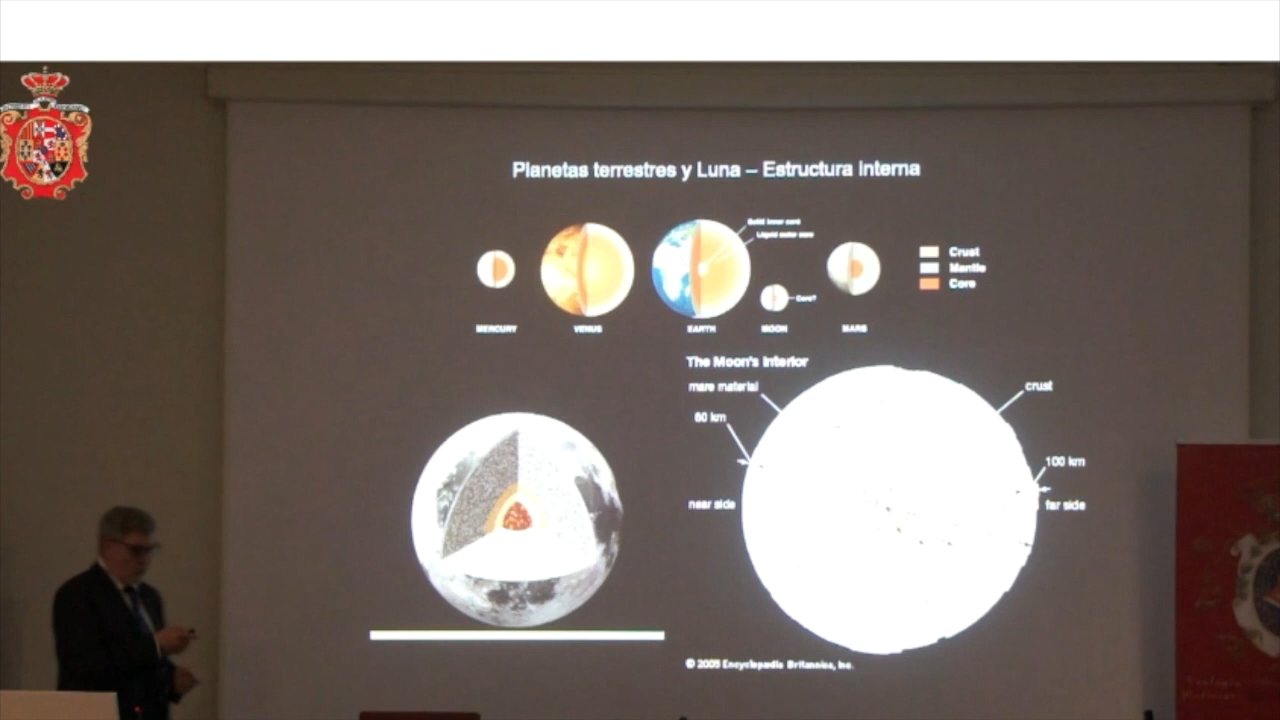 Planetas terrestres y Luna – Estructura interna
Solid inner core
Liquid outer core
Crust
Mantle
Core
Core?
MERCURY
VENUS
EARTH
MOON
MARS
The Moon's Interior
mare material
crust
60 km
100 km
near side
far side
© 2005 Encyclopædia Britannica, Inc.